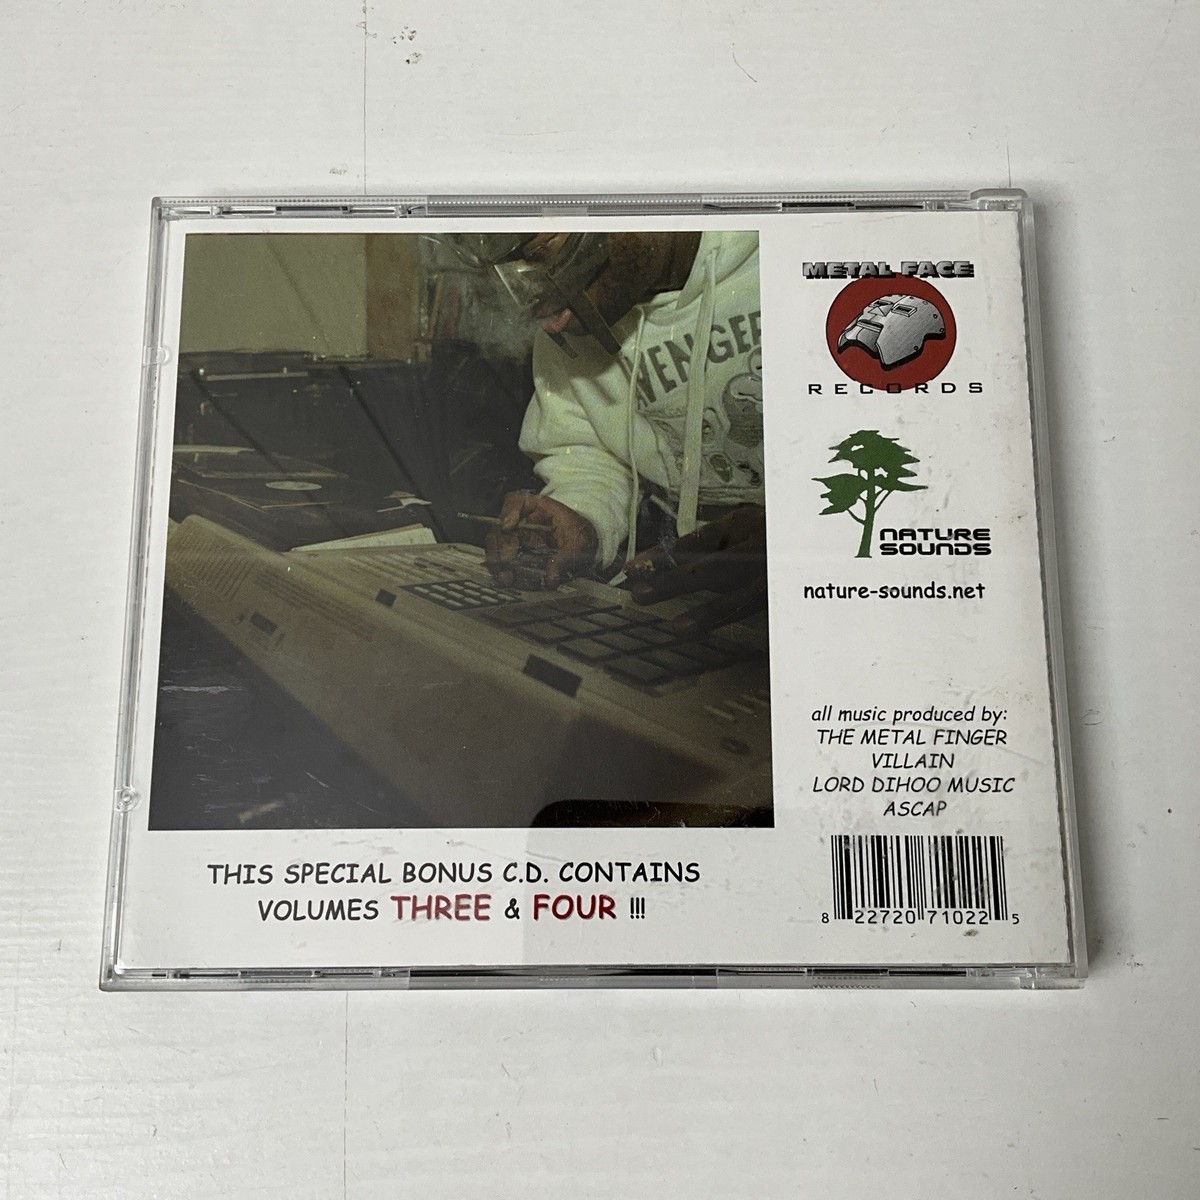 AVENGER
METAL FACE
RECORDS
NATURE
SOUNDS
nature-sounds.net
all music produced by:
THE METAL FINGER
VILLAIN
LORD DIHOO MUSIC
ASCAP
THIS SPECIAL BONUS C.D. CONTAINS
VOLUMES THREE & FOUR !!!
8 22720 71022 5